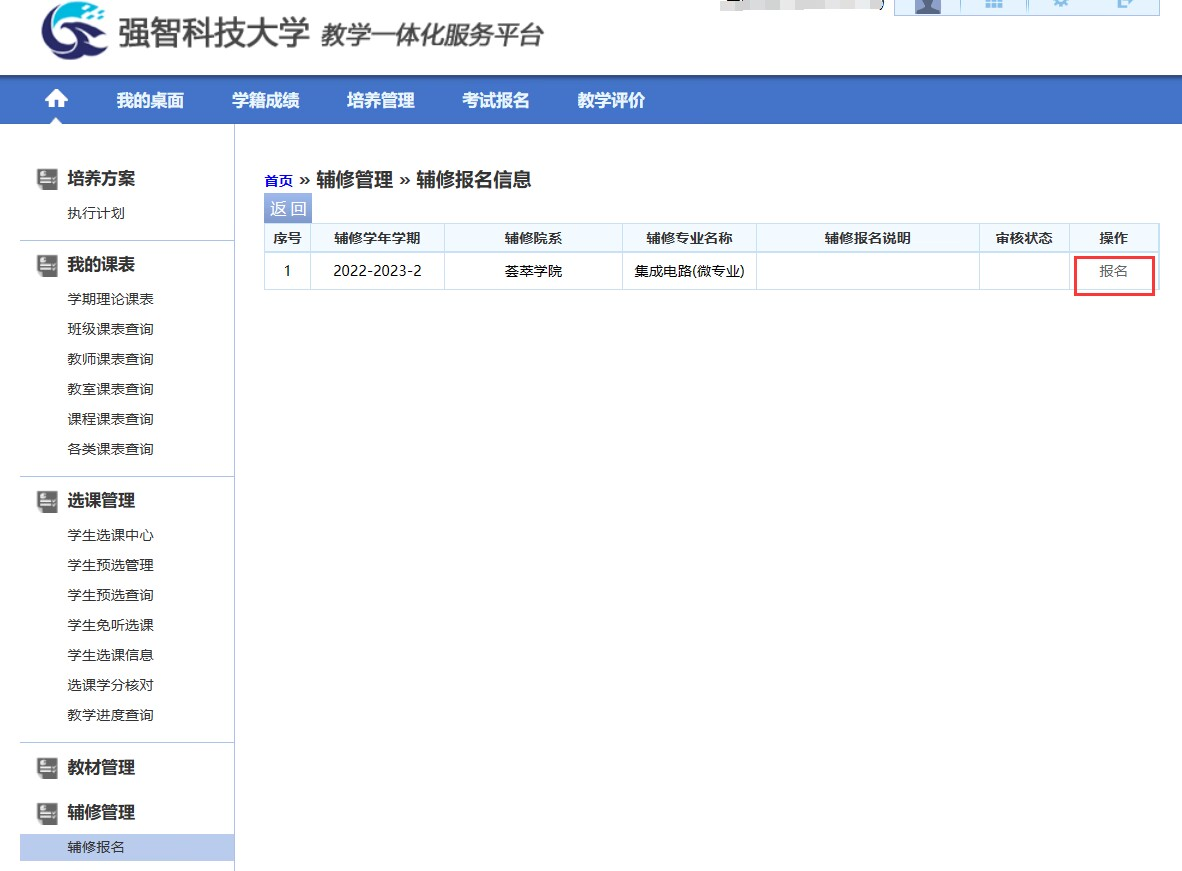 强智科技大学 教学一体化服务平台
我的桌面 学籍成绩 培养管理 考试报名 教学评价
培养方案
执行计划
我的课表
学期理论课表
班级课表查询
教师课表查询
教室课表查询
课程课表查询
各类课表查询
选课管理
学生选课中心
学生预选管理
学生预选查询
学生免听选课
学生选课信息
选课学分核对
教学进度查询
教材管理
辅修管理
辅修报名
首页 » 辅修管理 » 辅修报名信息
返 回
序号 辅修学年学期 辅修院系 辅修专业名称 辅修报名说明 审核状态 操作
1 2022-2023-2 荟萃学院 集成电路(微专业) 报名